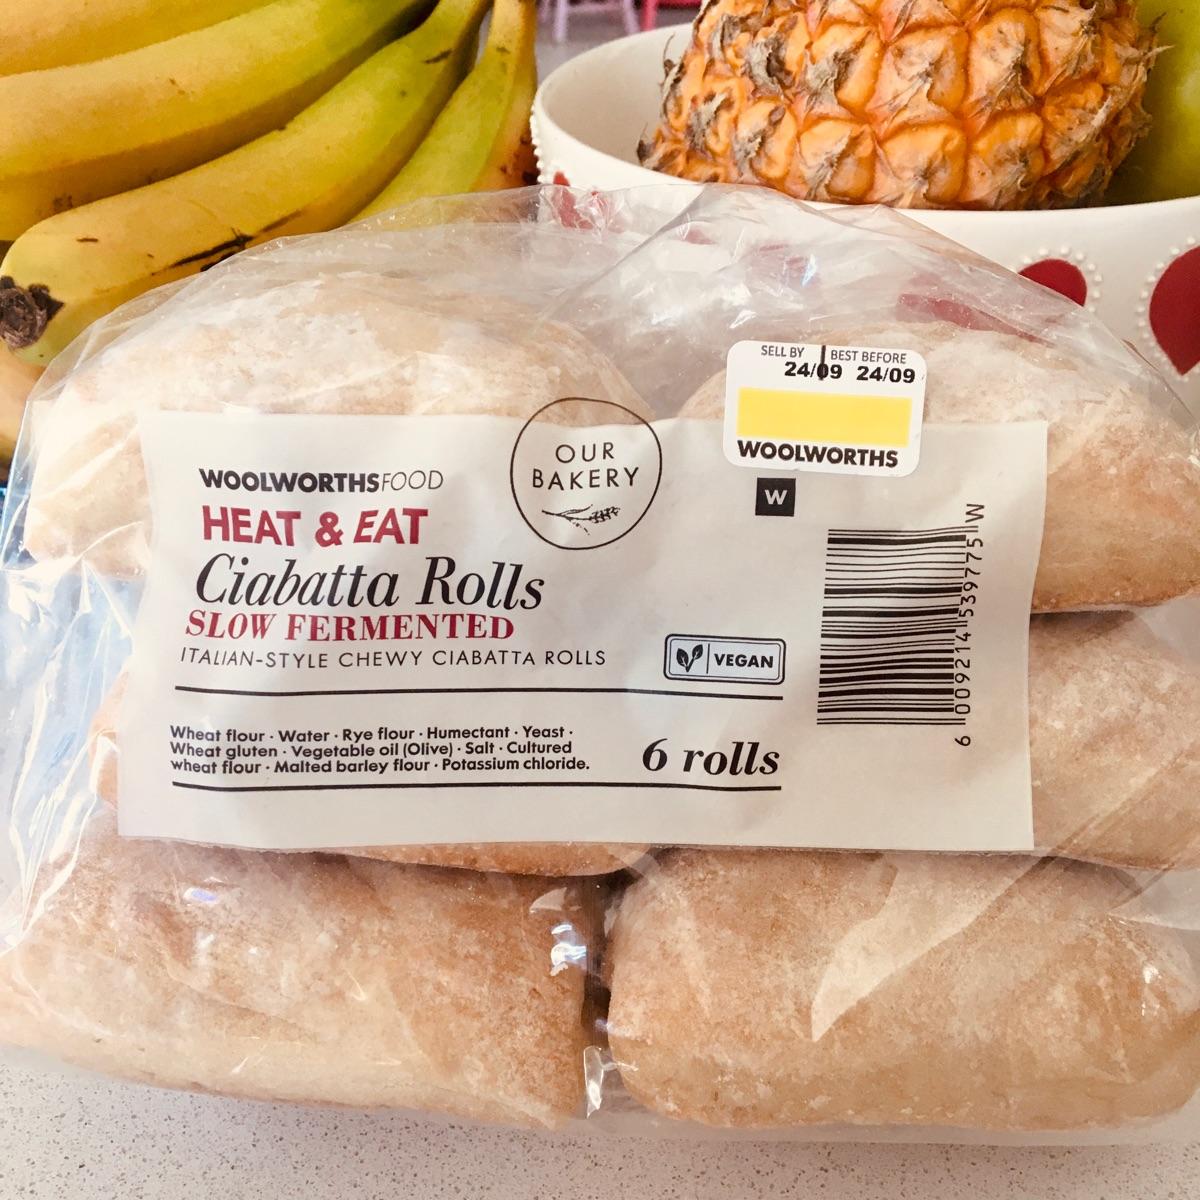 SELL BY BEST BEFORE
24/09 24/09
WOOLWORTHS
OUR
BAKERY
W
WOOLWORTHSFOOD
HEAT & EAT
Ciabatta Rolls
SLOW FERMENTED
ITALIAN-STYLE CHEWY CIABATTA ROLLS
VEGAN
Wheat flour · Water · Rye flour · Humectant · Yeast ·
Wheat gluten · Vegetable oil (Olive) · Salt · Cultured
wheat flour · Malted barley flour · Potassium chloride.
6 rolls
6 009214 539775 W